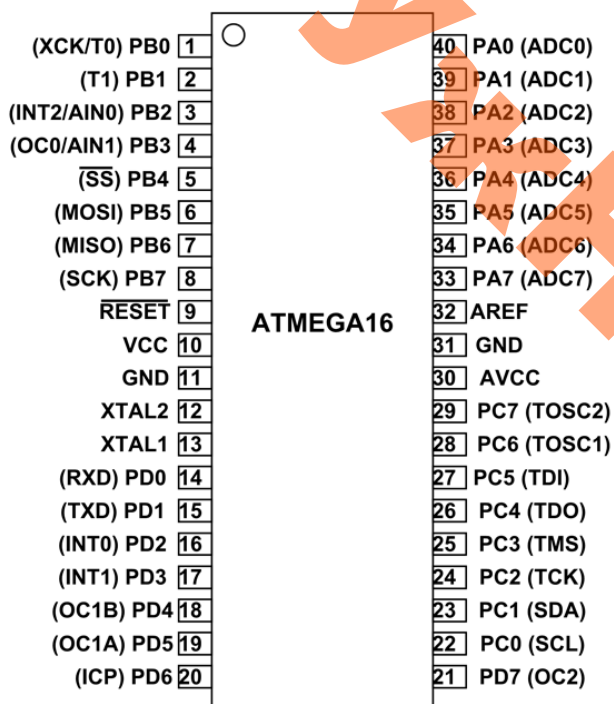 (XCK/T0) PB0 1
(T1) PB1 2
(INT2/AIN0) PB2 3
(OC0/AIN1) PB3 4
(SS) PB4 5
(MOSI) PB5 6
(MISO) PB6 7
(SCK) PB7 8
RESET 9
VCC 10
GND 11
XTAL2 12
XTAL1 13
(RXD) PD0 14
(TXD) PD1 15
(INT0) PD2 16
(INT1) PD3 17
(OC1B) PD4 18
(OC1A) PD5 19
(ICP) PD6 20
ATMEGA16
40 PA0 (ADC0)
39 PA1 (ADC1)
38 PA2 (ADC2)
37 PA3 (ADC3)
36 PA4 (ADC4)
35 PA5 (ADC5)
34 PA6 (ADC6)
33 PA7 (ADC7)
32 AREF
31 GND
30 AVCC
29 PC7 (TOSC2)
28 PC6 (TOSC1)
27 PC5 (TDI)
26 PC4 (TDO)
25 PC3 (TMS)
24 PC2 (TCK)
23 PC1 (SDA)
22 PC0 (SCL)
21 PD7 (OC2)